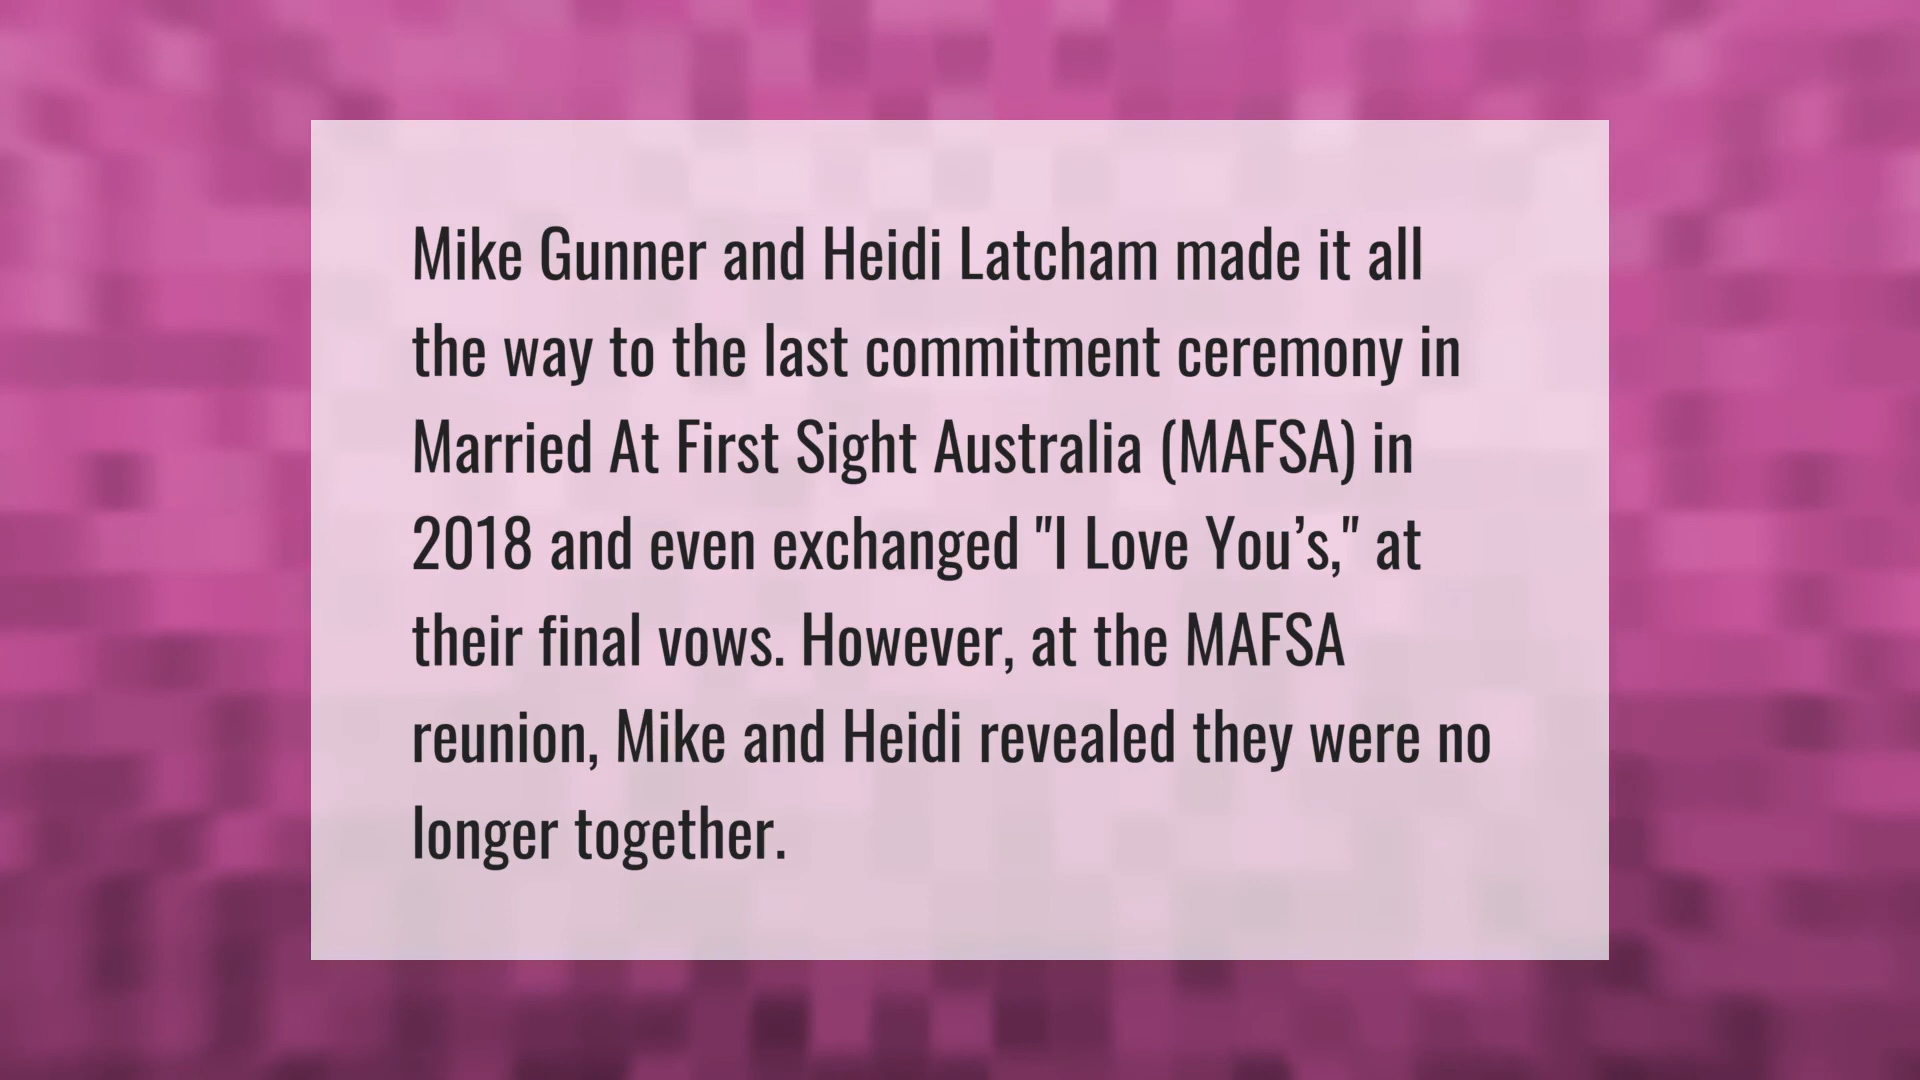 Mike Gunner and Heidi Latcham made it all
the way to the last commitment ceremony in
Married At First Sight Australia (MAFSA) in
2018 and even exchanged "I Love You’s," at
their final vows. However, at the MAFSA
reunion, Mike and Heidi revealed they were no
longer together.